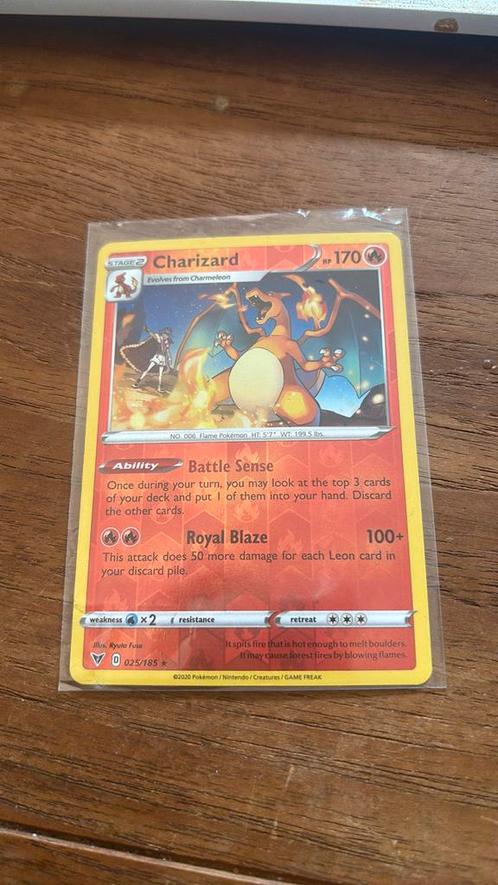 STAGE 2 Charizard HP 170
Evolves from Charmeleon
NO. 006 Flame Pokémon HT: 5'7" WT: 199.5 lbs.
Ability Battle Sense
Once during your turn, you may look at the top 3 cards
of your deck and put 1 of them into your hand. Discard
the other cards.
Royal Blaze 100+
This attack does 50 more damage for each Leon card in
your discard pile.
weakness ×2 resistance retreat
Illus. Ryuta Fuse
It spits fire that is hot enough to melt boulders.
It may cause forest fires by blowing flames.
D 025/185 ★
©2020 Pokémon / Nintendo / Creatures / GAME FREAK